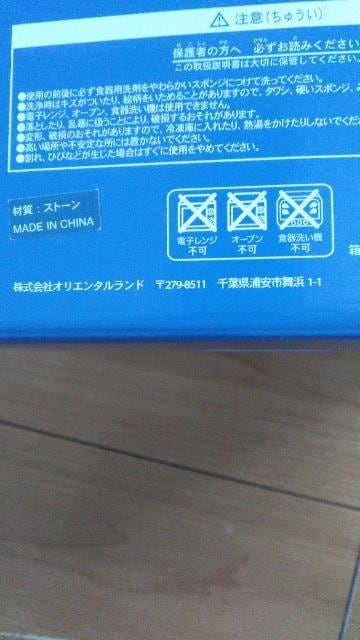 ⚠ 注意(ちゅうい)
保護者の方へ 必ずお読みください
この取扱説明書は大切に保管してください。
●使用の前後に必ず食器用洗剤をやわらかいスポンジにつけて洗ってください。
●洗浄時はキズがついたり、絵柄をいためることがありますので、タワシ、硬いスポンジ、
●電子レンジ、オーブン、食器洗い機は使用できません。
●落としたり、乱暴に扱うことにより、破損するおそれがあります。
●変形、破損のおそれがありますので、冷凍庫に入れたり、熱湯をかけたりしないでくだ
●高い場所や不安定な所には置かないでください。
●割れ、ひびなどが生じた場合はすぐに使用をやめてください。
材質:ストーン
MADE IN CHINA
電子レンジ 不可
オーブン 不可
食器洗い機 不可
箱
株式会社オリエンタルランド 〒279-8511 千葉県浦安市舞浜 1-1